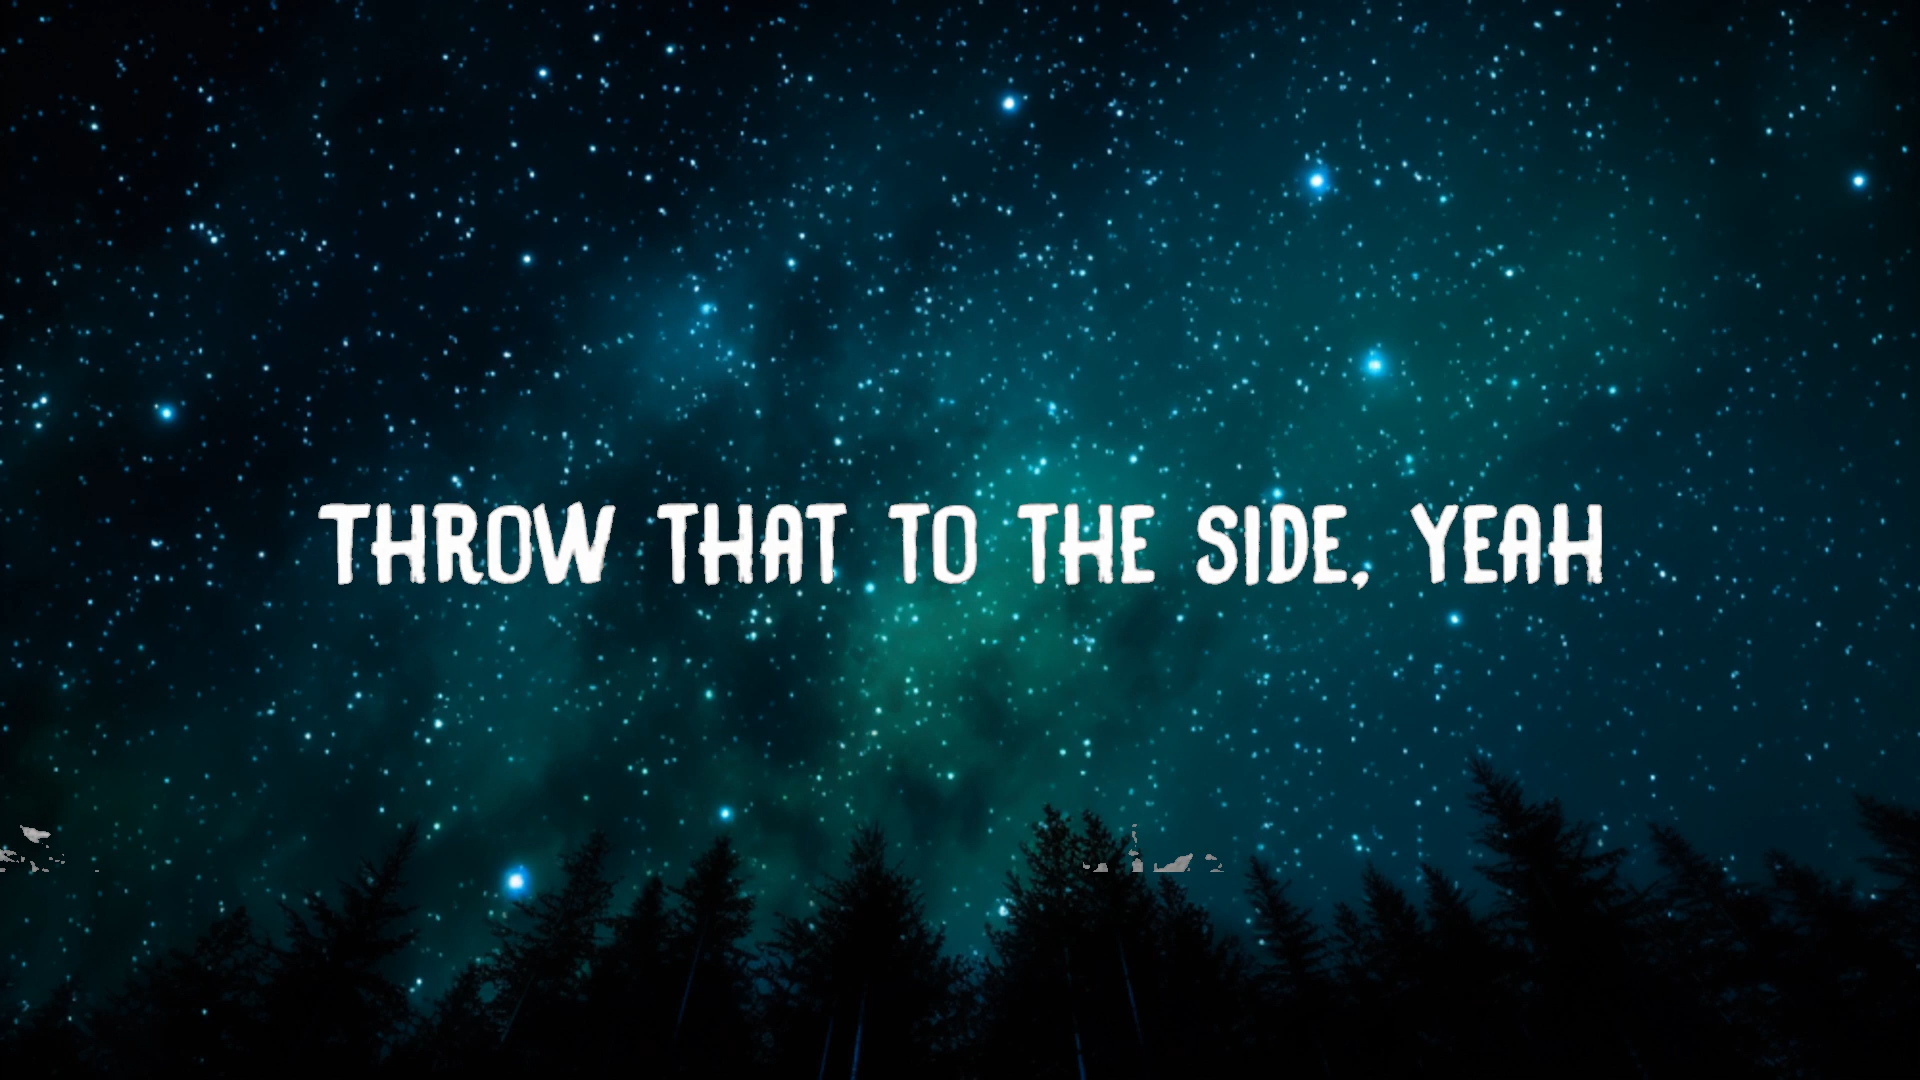 THROW THAT TO THE SIDE, YEAH